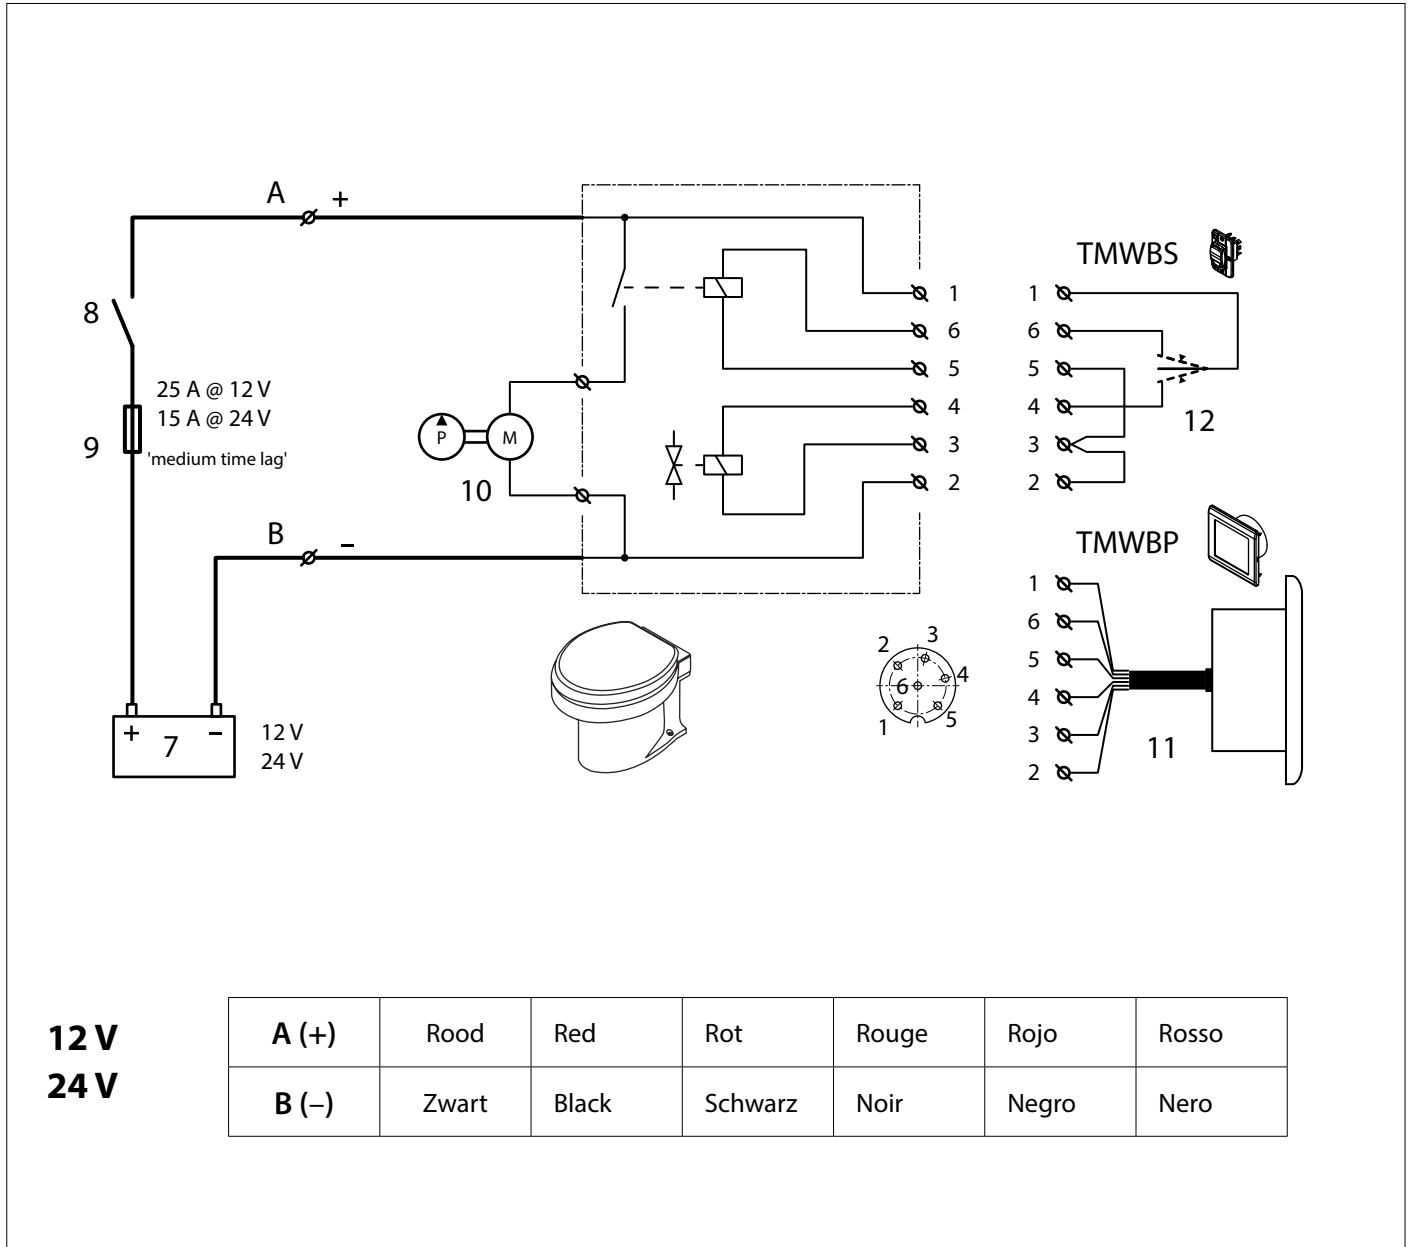 A +
TMWBS
8
1 1
6 6
5 5
4 4
3 3
2 2
12
25 A @ 12 V
15 A @ 24 V
9
'medium time lag'
P M
10
B –
TMWBP
1
6
5
4
3
2
11
2 3
6 4
1 5
+ 7 –
12 V
24 V
12 V
24 V
A (+) Rood Red Rot Rouge Rojo Rosso
B (–) Zwart Black Schwarz Noir Negro Nero